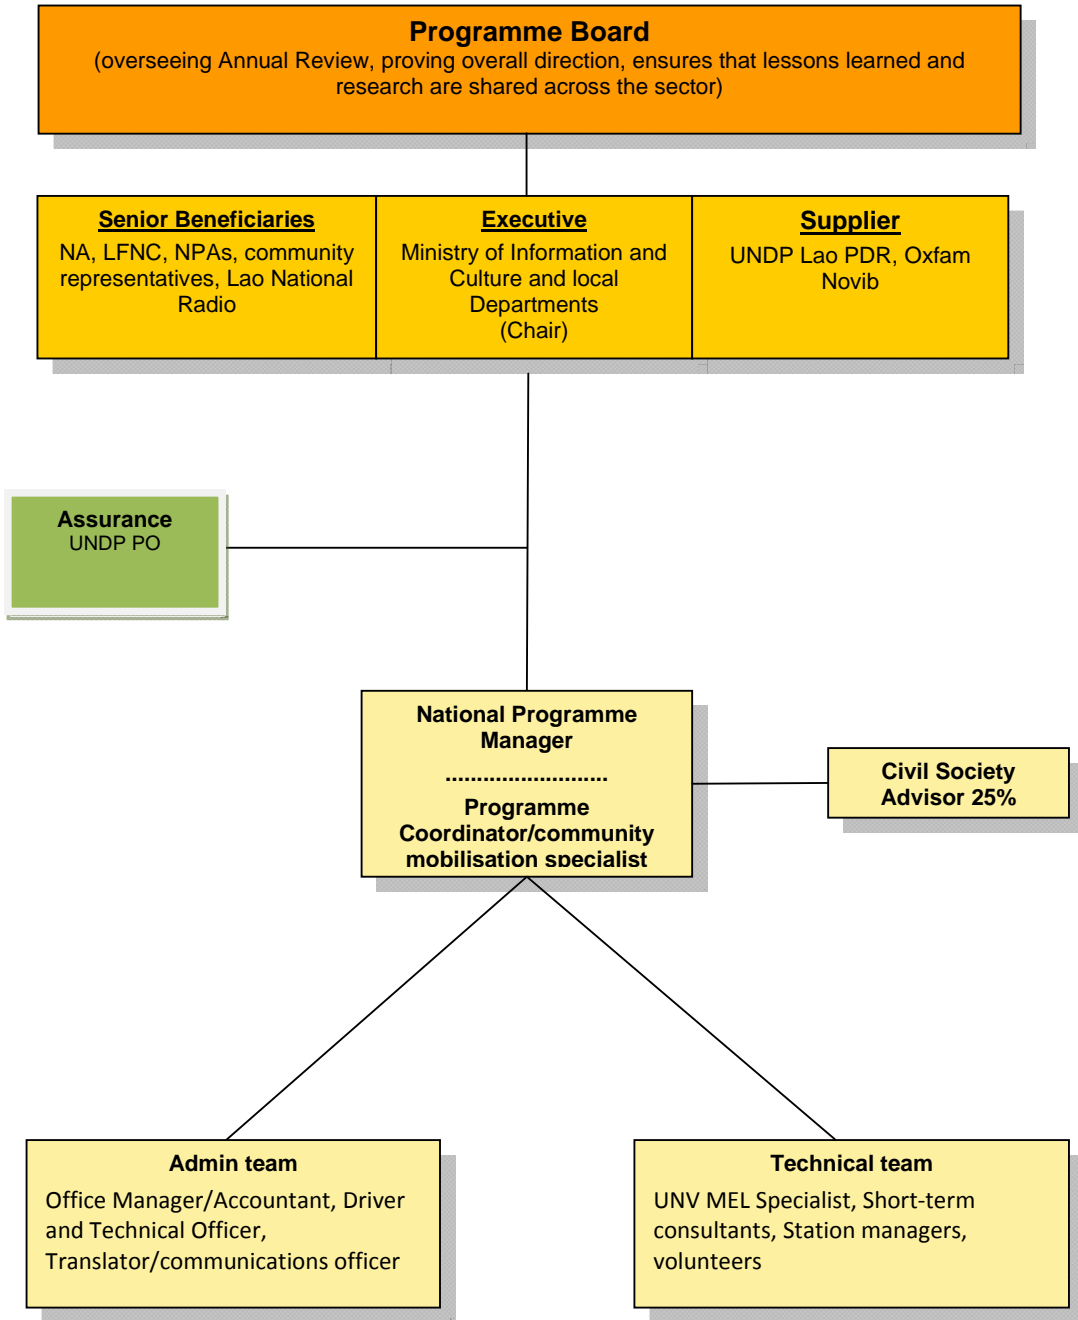 Programme Board
(overseeing Annual Review, proving overall direction, ensures that lessons learned and
research are shared across the sector)
Senior Beneficiaries
NA, LFNC, NPAs, community
representatives, Lao National
Radio
Executive
Ministry of Information and
Culture and local
Departments
(Chair)
Supplier
UNDP Lao PDR, Oxfam
Novib
Assurance
UNDP PO
National Programme
Manager
..........................
Programme
Coordinator/community
mobilisation specialist
Civil Society
Advisor 25%
Admin team
Office Manager/Accountant, Driver
and Technical Officer,
Translator/communications officer
Technical team
UNV MEL Specialist, Short-term
consultants, Station managers,
volunteers